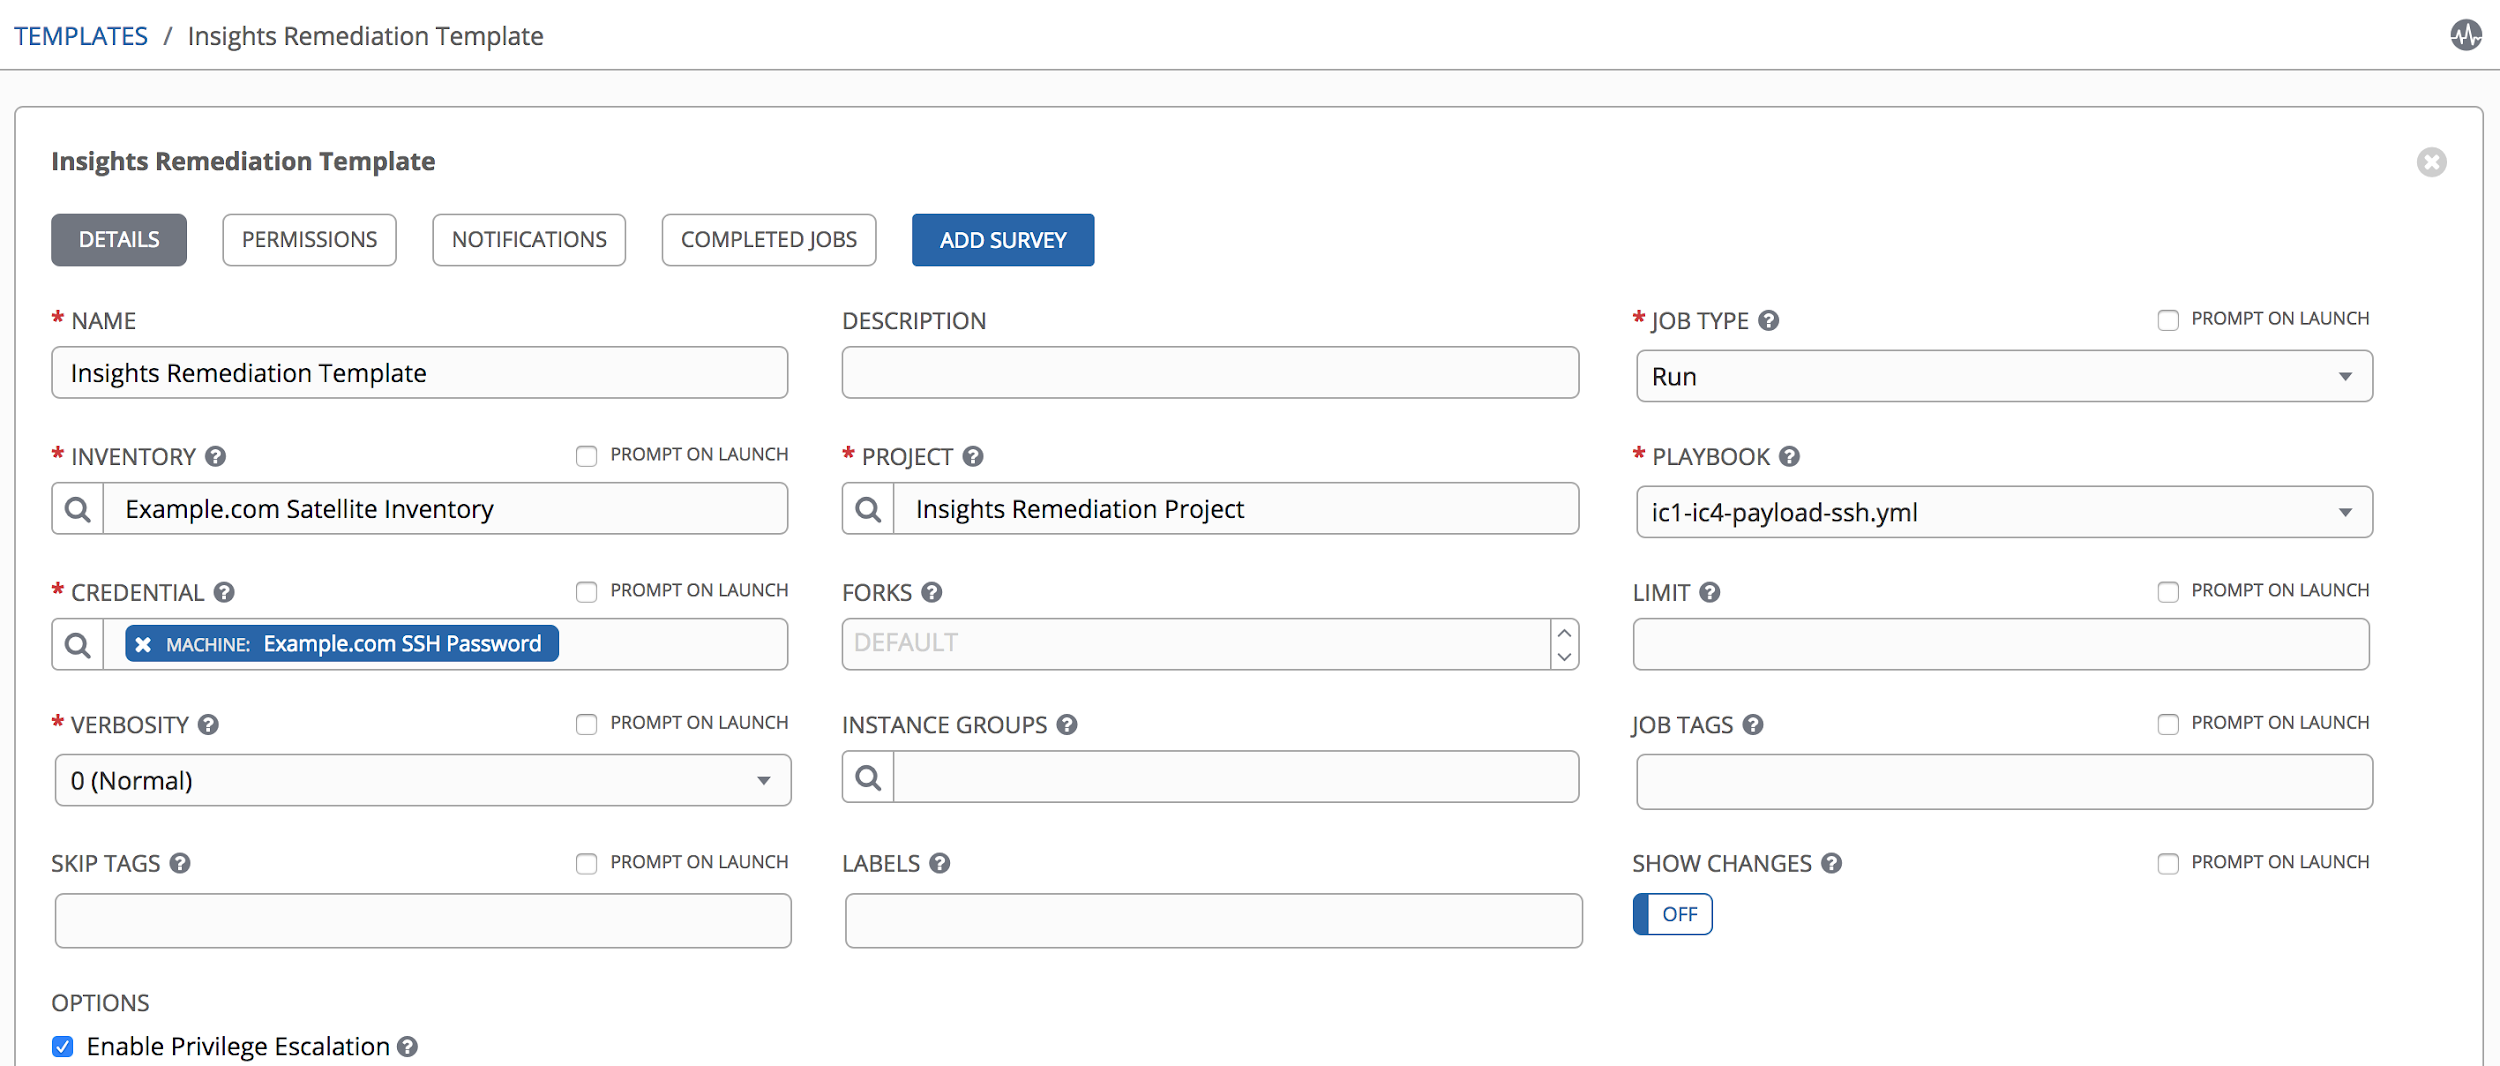 TEMPLATES / Insights Remediation Template
Insights Remediation Template
DETAILS PERMISSIONS NOTIFICATIONS COMPLETED JOBS ADD SURVEY
* NAME DESCRIPTION * JOB TYPE ? PROMPT ON LAUNCH
Insights Remediation Template Run
* INVENTORY ? PROMPT ON LAUNCH * PROJECT ? * PLAYBOOK ?
Example.com Satellite Inventory Insights Remediation Project ic1-ic4-payload-ssh.yml
* CREDENTIAL ? PROMPT ON LAUNCH FORKS ? LIMIT ? PROMPT ON LAUNCH
MACHINE: Example.com SSH Password DEFAULT
* VERBOSITY ? PROMPT ON LAUNCH INSTANCE GROUPS ? JOB TAGS ? PROMPT ON LAUNCH
0 (Normal)
SKIP TAGS ? PROMPT ON LAUNCH LABELS ? SHOW CHANGES ? PROMPT ON LAUNCH
OFF
OPTIONS
Enable Privilege Escalation ?